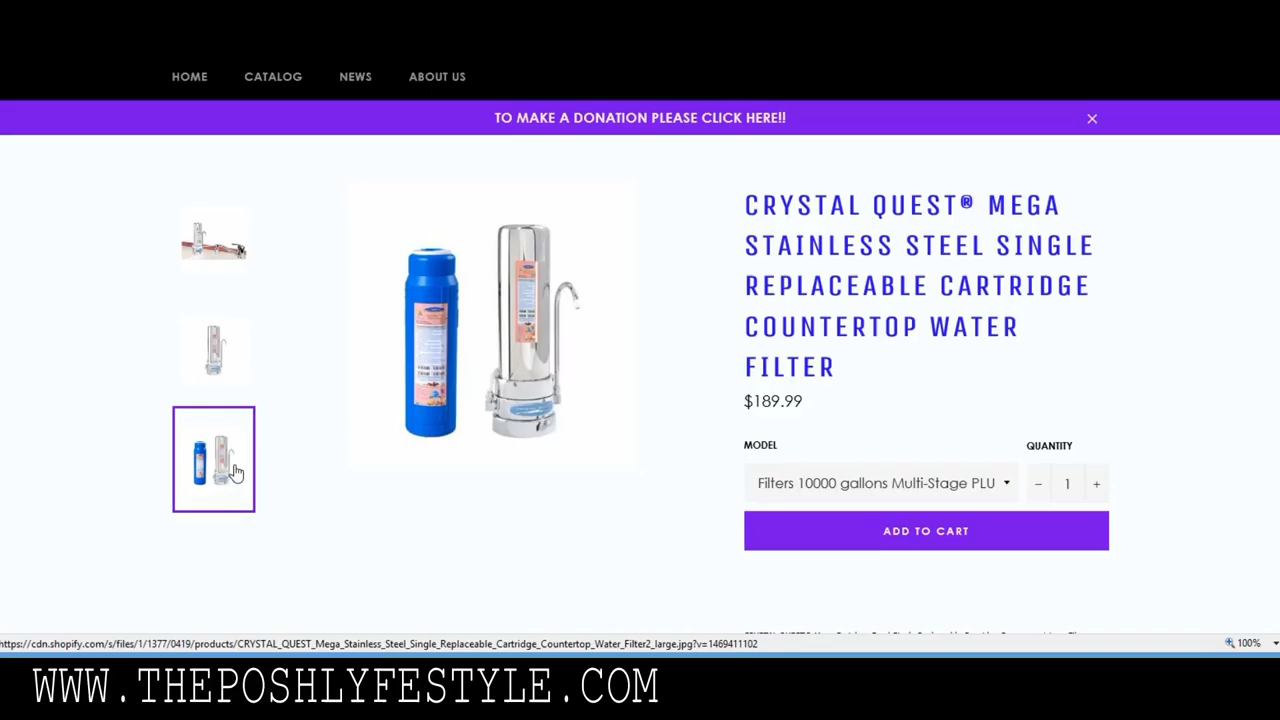 HOME CATALOG NEWS ABOUT US
TO MAKE A DONATION PLEASE CLICK HERE!! ×
CRYSTAL QUEST® MEGA
STAINLESS STEEL SINGLE
REPLACEABLE CARTRIDGE
COUNTERTOP WATER
FILTER
$189.99
MODEL QUANTITY
Filters 10000 gallons Multi-Stage PLU − 1 +
ADD TO CART
https://cdn.shopify.com/s/files/1/1377/0419/products/CRYSTAL_QUEST_Mega_Stainless_Steel_Single_Replaceable_Cartridge_Countertop_Water_Filter2_large.jpg?v=1469411102 100%
WWW.THEPOSHLYFESTYLE.COM